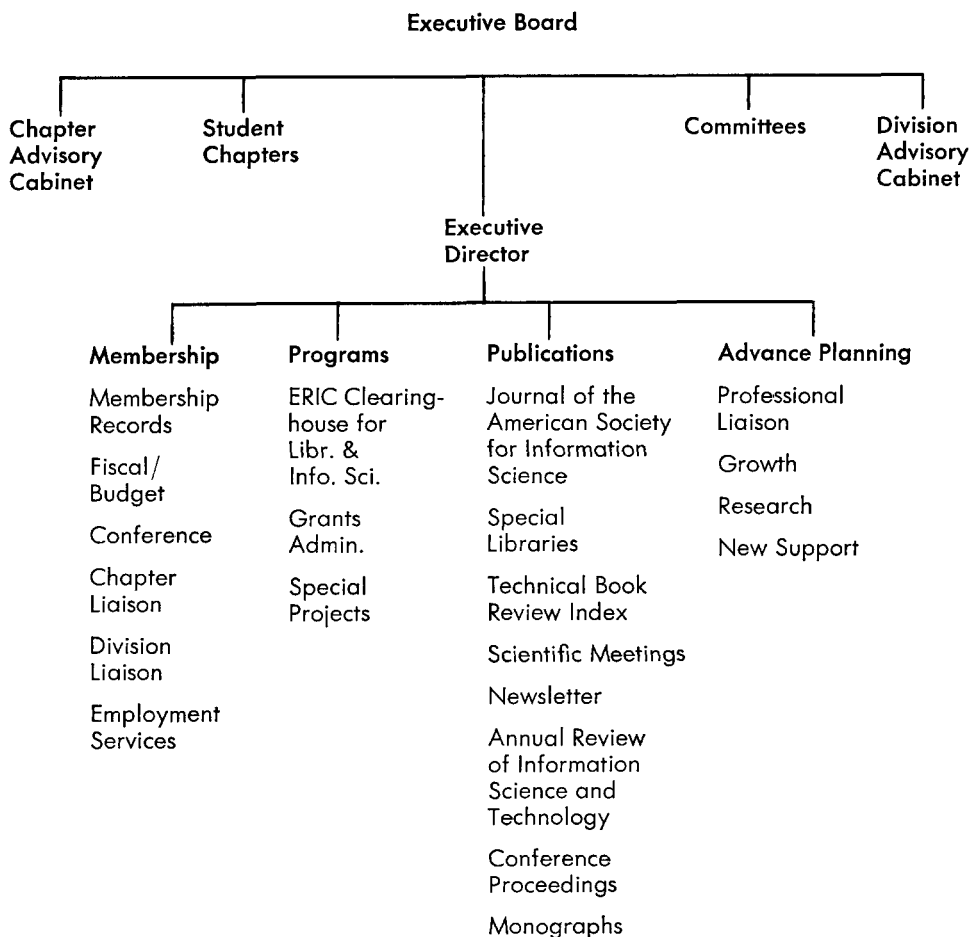 Executive Board
Chapter
Advisory
Cabinet
Student
Chapters
Committees
Division
Advisory
Cabinet
Executive
Director
Membership
Membership
Records
Fiscal/
Budget
Conference
Chapter
Liaison
Division
Liaison
Employment
Services
Programs
ERIC Clearing-
house for
Libr. &
Info. Sci.
Grants
Admin.
Special
Projects
Publications
Journal of the
American Society
for Information
Science
Special
Libraries
Technical Book
Review Index
Scientific Meetings
Newsletter
Annual Review
of Information
Science and
Technology
Conference
Proceedings
Monographs
Advance Planning
Professional
Liaison
Growth
Research
New Support